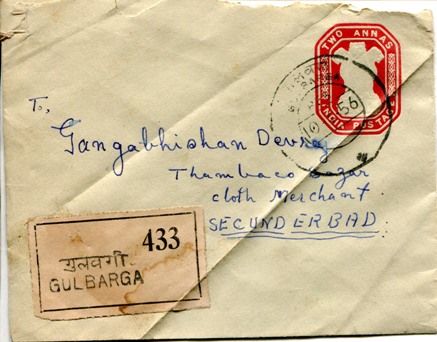 TWO ANNAS
INDIA POSTAGE
56
To,
Gangabhishan Devraj
Thambaco Bazar
cloth Merchant
SECUNDERBAD
433
गुलबर्गा
GULBARGA